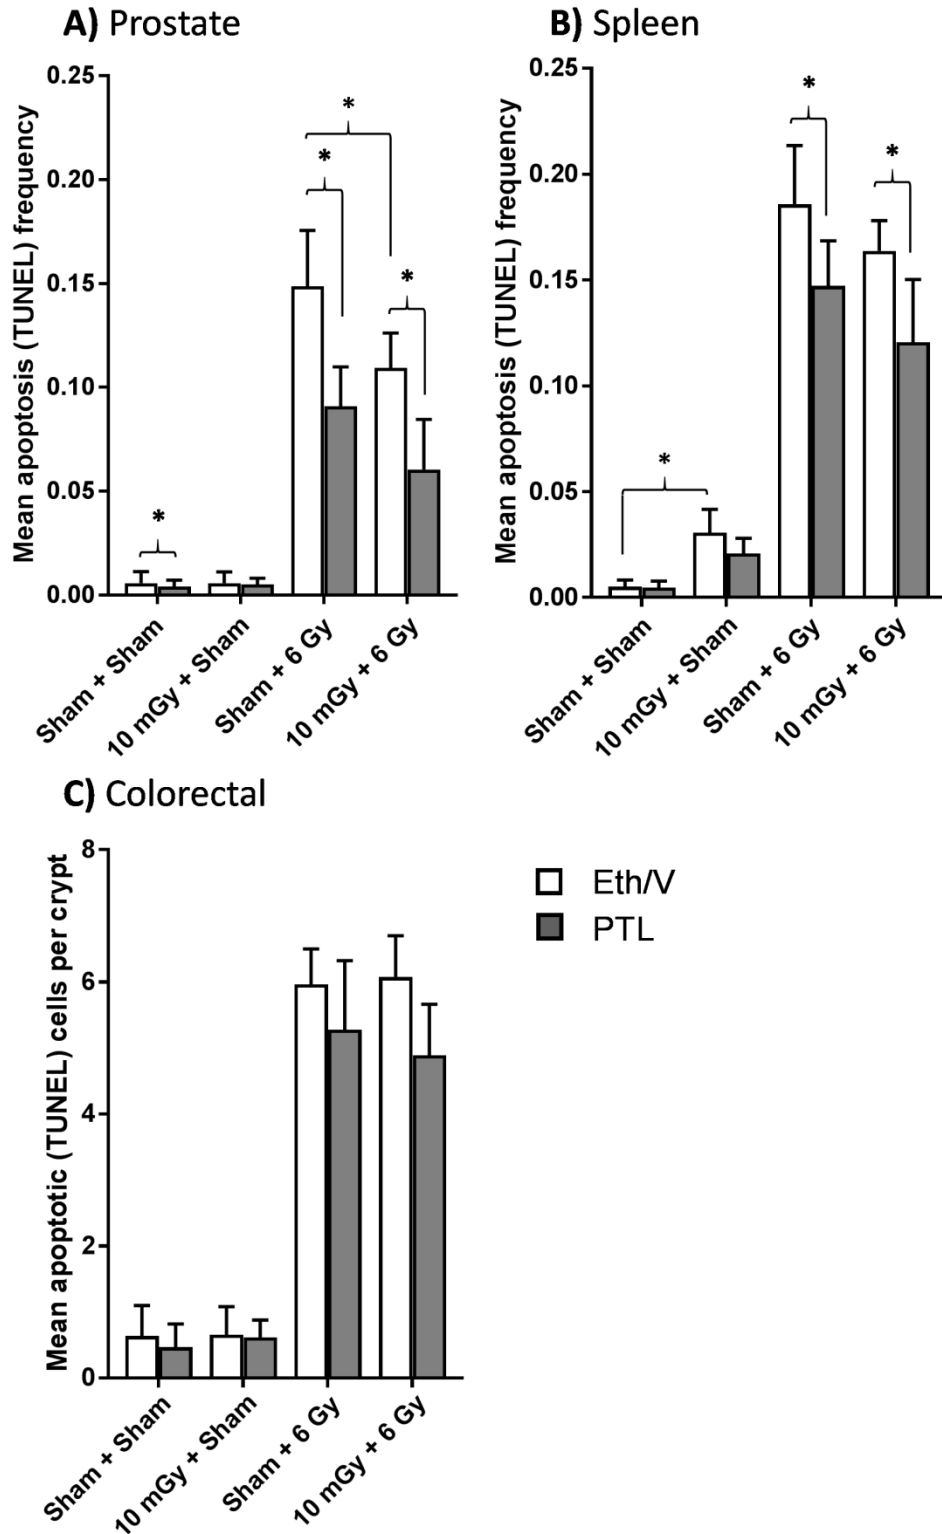 A) Prostate
Mean apoptosis (TUNEL) frequency
0.25
0.20
0.15
0.10
0.05
0.00
*
*
*
*
Sham + Sham
10 mGy + Sham
Sham + 6 Gy
10 mGy + 6 Gy
B) Spleen
Mean apoptosis (TUNEL) frequency
0.25
0.20
0.15
0.10
0.05
0.00
*
*
*
Sham + Sham
10 mGy + Sham
Sham + 6 Gy
10 mGy + 6 Gy
C) Colorectal
Mean apoptotic (TUNEL) cells per crypt
8
6
4
2
0
Sham + Sham
10 mGy + Sham
Sham + 6 Gy
10 mGy + 6 Gy
Eth/V
PTL